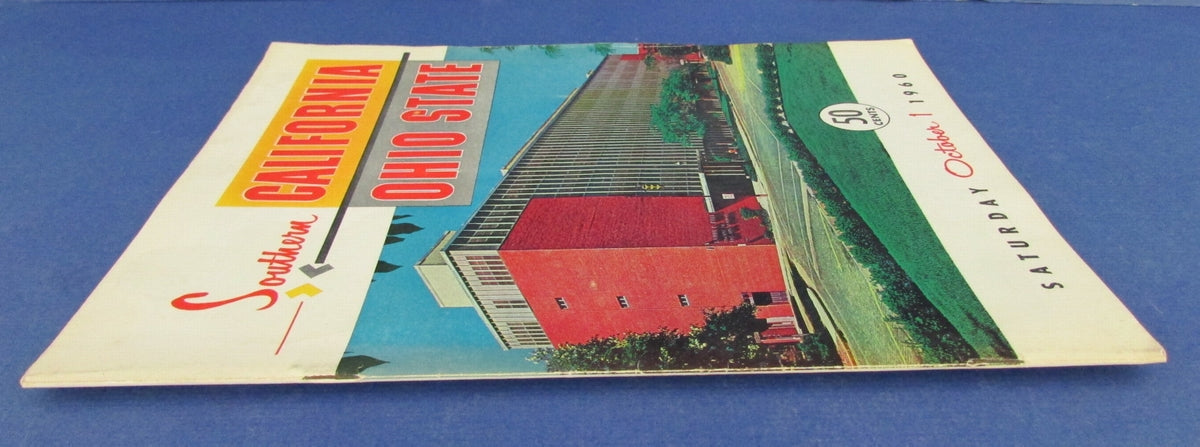 Southern
CALIFORNIA
OHIO STATE
50
CENTS
SATURDAY October 1 1960